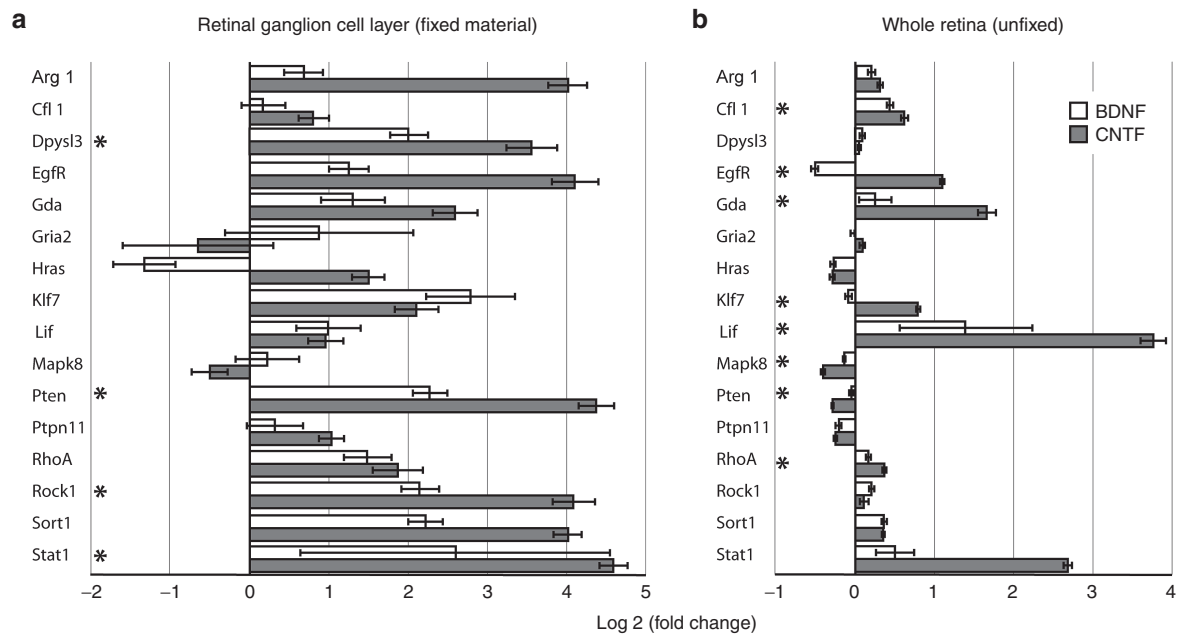 a
Retinal ganglion cell layer (fixed material)
Arg 1
Cfl 1
Dpysl3 *
EgfR
Gda
Gria2
Hras
Klf7
Lif
Mapk8
Pten *
Ptpn11
RhoA
Rock1 *
Sort1
Stat1 *
−2 −1 0 1 2 3 4 5
b
Whole retina (unfixed)
Arg 1
Cfl 1 *
Dpysl3
EgfR *
Gda *
Gria2
Hras
Klf7 *
Lif *
Mapk8 *
Pten *
Ptpn11
RhoA *
Rock1
Sort1
Stat1
BDNF
CNTF
−1 0 1 2 3 4
Log 2 (fold change)